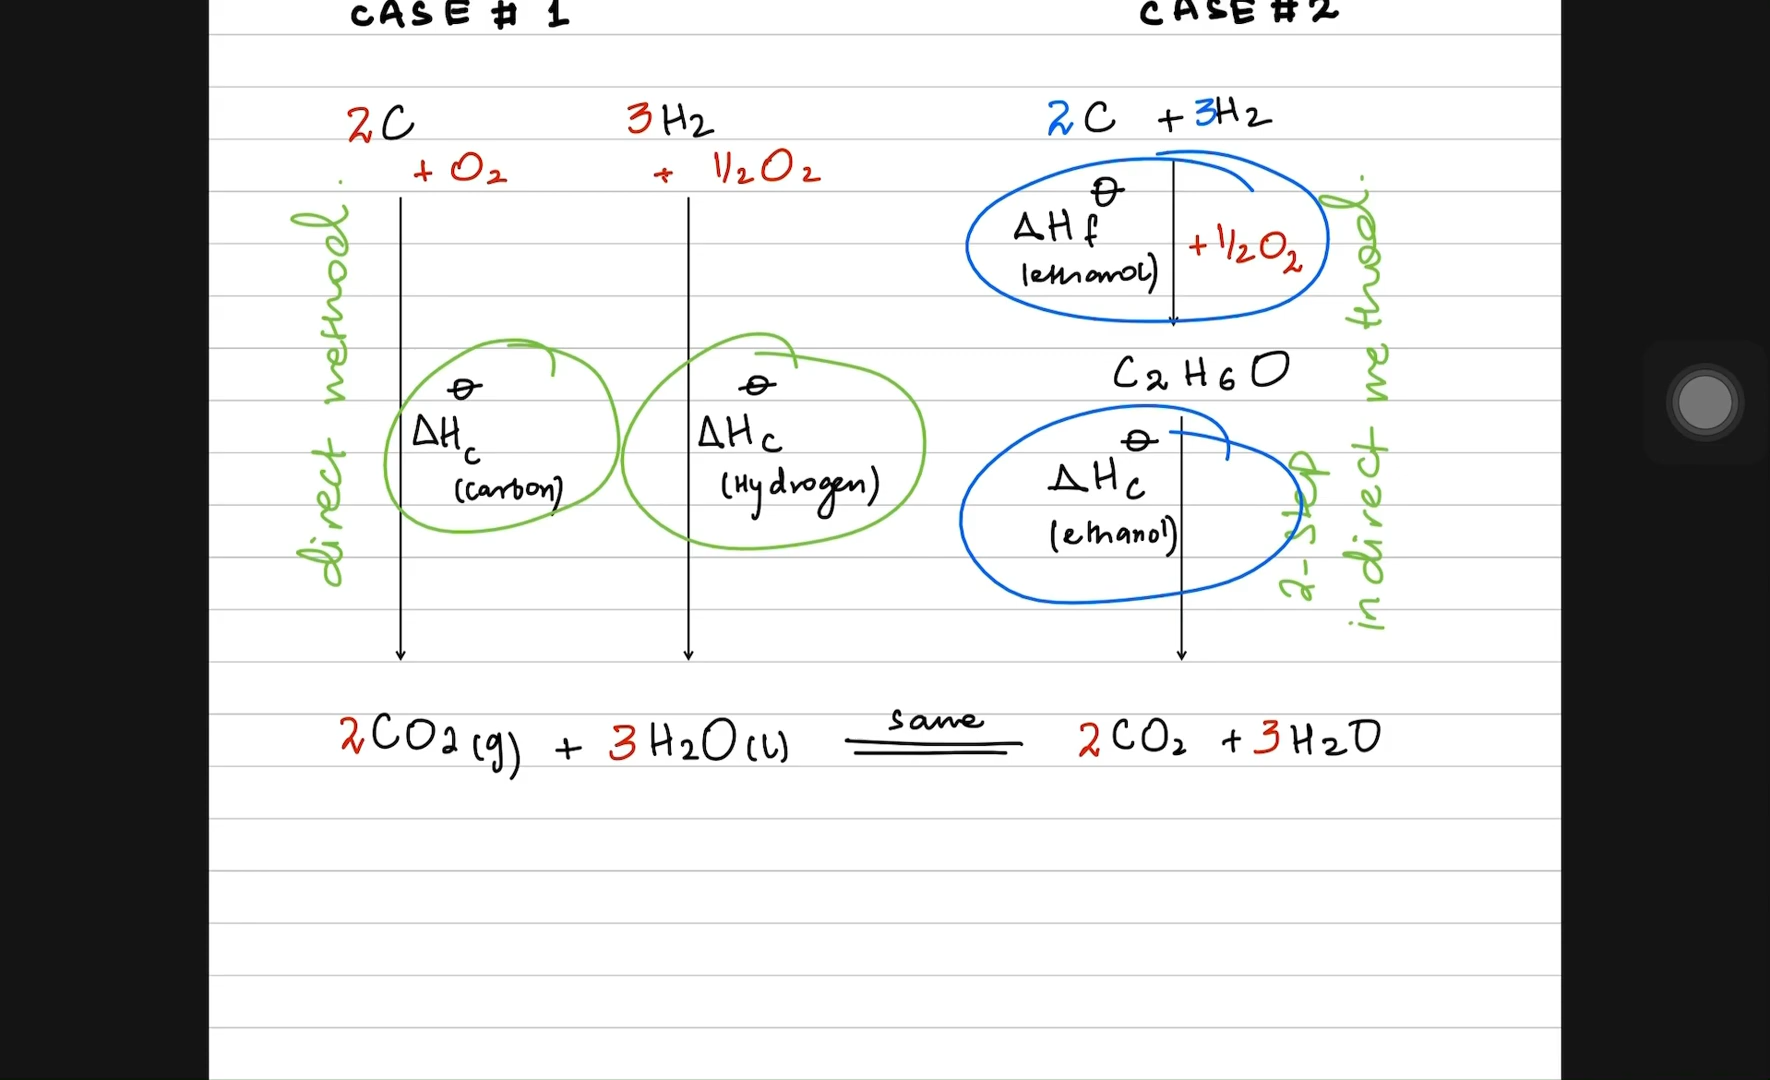 CASE # 1
CASE #2
2C
3H₂
2C + 3H₂
+ O₂
+ 1/2O₂
direct method.
ΔHf⦵
(ethanol)
+ 1/2O₂
2-step
indirect method.
C₂H₆O
ΔHc⦵
(Carbon)
ΔHc⦵
(Hydrogen)
ΔHc⦵
(ethanol)
2CO₂(g) + 3H₂O(l)
same
2CO₂ + 3H₂O